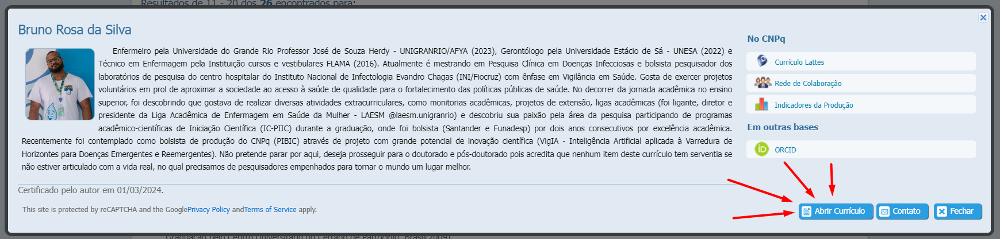 Resultados de 11 - 20 dos 26 encontrados para:
Bruno Rosa da Silva
Enfermeiro pela Universidade do Grande Rio Professor José de Souza Herdy - UNIGRANRIO/AFYA (2023), Gerontólogo pela Universidade Estácio de Sá - UNESA (2022) e
Técnico em Enfermagem pela Instituição cursos e vestibulares FLAMA (2016). Atualmente é mestrando em Pesquisa Clínica em Doenças Infecciosas e bolsista pesquisador dos
laboratórios de pesquisa do centro hospitalar do Instituto Nacional de Infectologia Evandro Chagas (INI/Fiocruz) com ênfase em Vigilância em Saúde. Gosta de exercer projetos
voluntários em prol de aproximar a sociedade ao acesso à saúde de qualidade para o fortalecimento das políticas públicas de saúde. No decorrer da jornada acadêmica no ensino
superior, foi descobrindo que gostava de realizar diversas atividades extracurriculares, como monitorias acadêmicas, projetos de extensão, ligas acadêmicas (foi ligante, diretor e
presidente da Liga Acadêmica de Enfermagem em Saúde da Mulher - LAESM @laesm.unigranrio) e descobriu sua paixão pela área da pesquisa participando de programas
acadêmico-científicas de Iniciação Científica (IC-PIIC) durante a graduação, onde foi bolsista (Santander e Funadesp) por dois anos consecutivos por excelência acadêmica.
Recentemente foi contemplado como bolsista de produção do CNPq (PIBIC) através de projeto com grande potencial de inovação científica (VigIA - Inteligência Artificial aplicada à Varredura de
Horizontes para Doenças Emergentes e Reemergentes). Não pretende parar por aqui, deseja prosseguir para o doutorado e pós-doutorado pois acredita que nenhum item deste currículo tem serventia se
não estiver articulado com a vida real, no qual precisamos de pesquisadores empenhados para tornar o mundo um lugar melhor.
Certificado pelo autor em 01/03/2024.
This site is protected by reCAPTCHA and the GooglePrivacy Policy andTerms of Service apply.
No CNPq
Currículo Lattes
Rede de Colaboração
Indicadores da Produção
Em outras bases
iD ORCID
Abrir Currículo
Contato
Fechar
Graduação pelo Centro Universitário do Cerrado de Patrocínio, Brasil(2009)